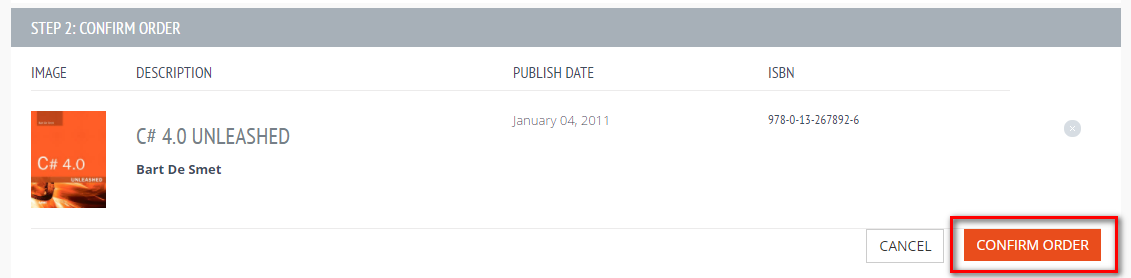 STEP 2: CONFIRM ORDER
IMAGE DESCRIPTION PUBLISH DATE ISBN
C# 4.0
UNLEASHED
C# 4.0 UNLEASHED
Bart De Smet
January 04, 2011
978-0-13-267892-6
CANCEL CONFIRM ORDER